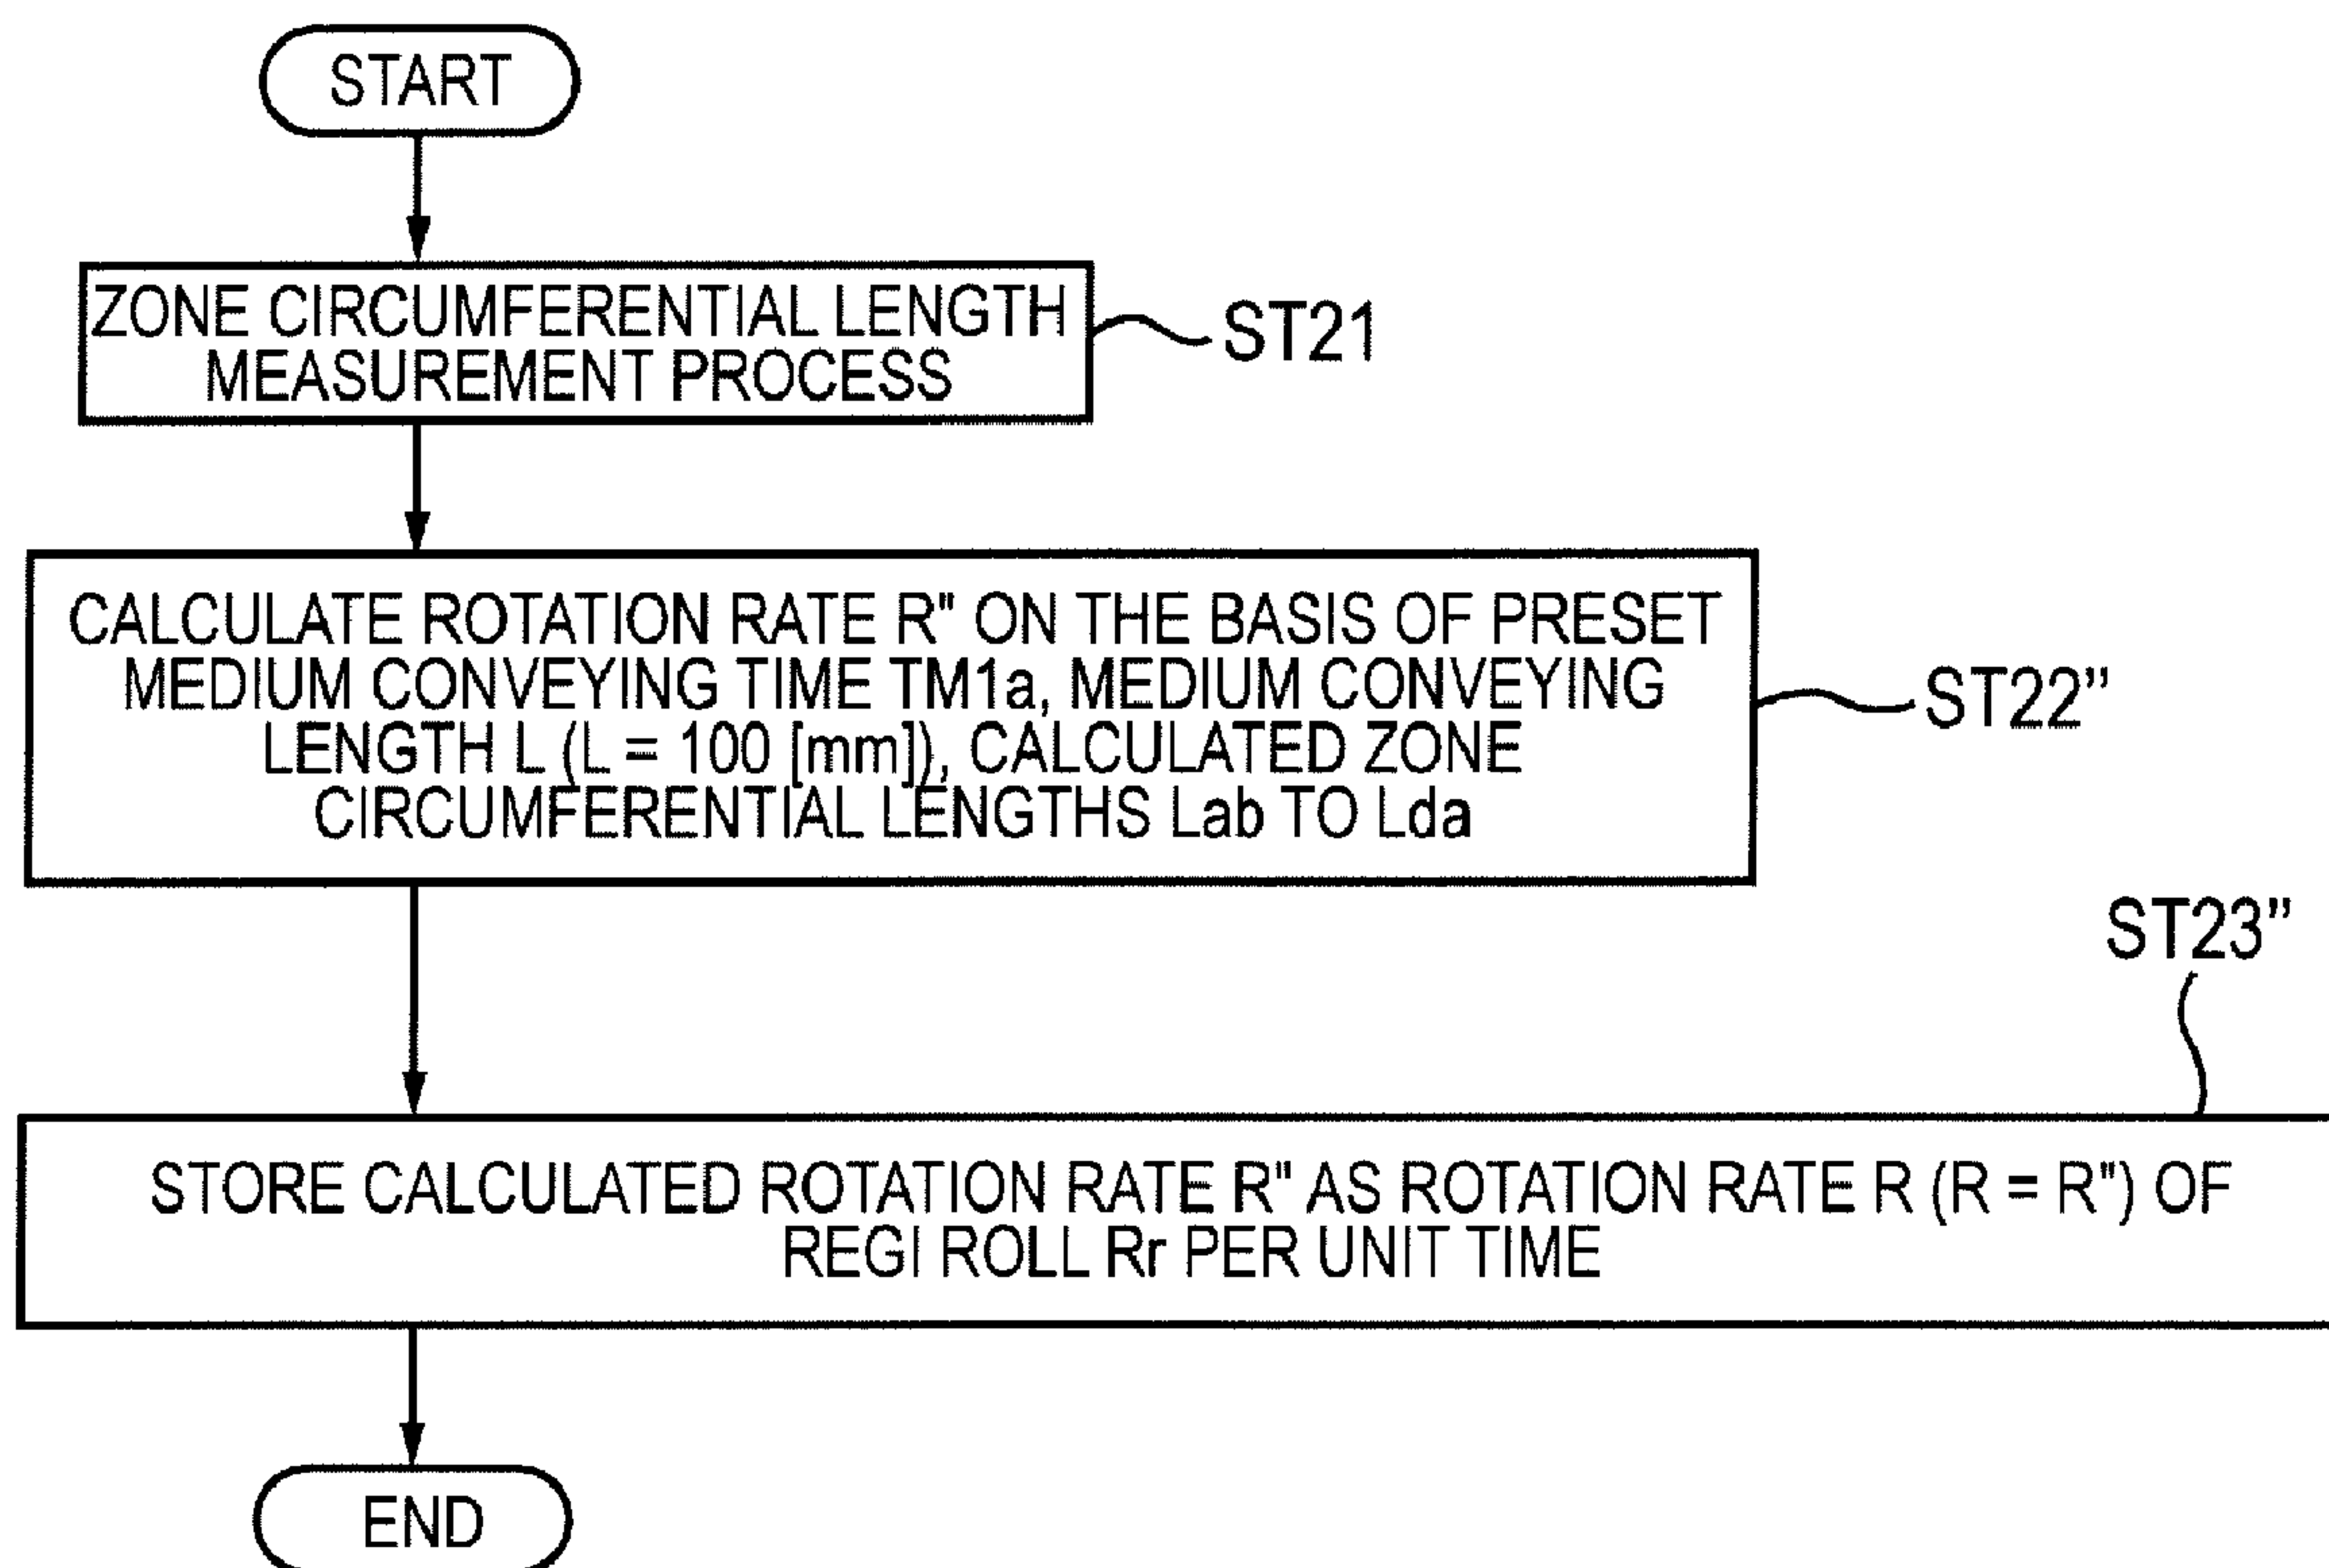 START
ZONE CIRCUMFERENTIAL LENGTH
MEASUREMENT PROCESS
ST21
CALCULATE ROTATION RATE R" ON THE BASIS OF PRESET
MEDIUM CONVEYING TIME TM1a, MEDIUM CONVEYING
LENGTH L (L = 100 [mm]), CALCULATED ZONE
CIRCUMFERENTIAL LENGTHS Lab TO Lda
ST22”
ST23”
STORE CALCULATED ROTATION RATE R" AS ROTATION RATE R (R = R") OF
REGI ROLL Rr PER UNIT TIME
END